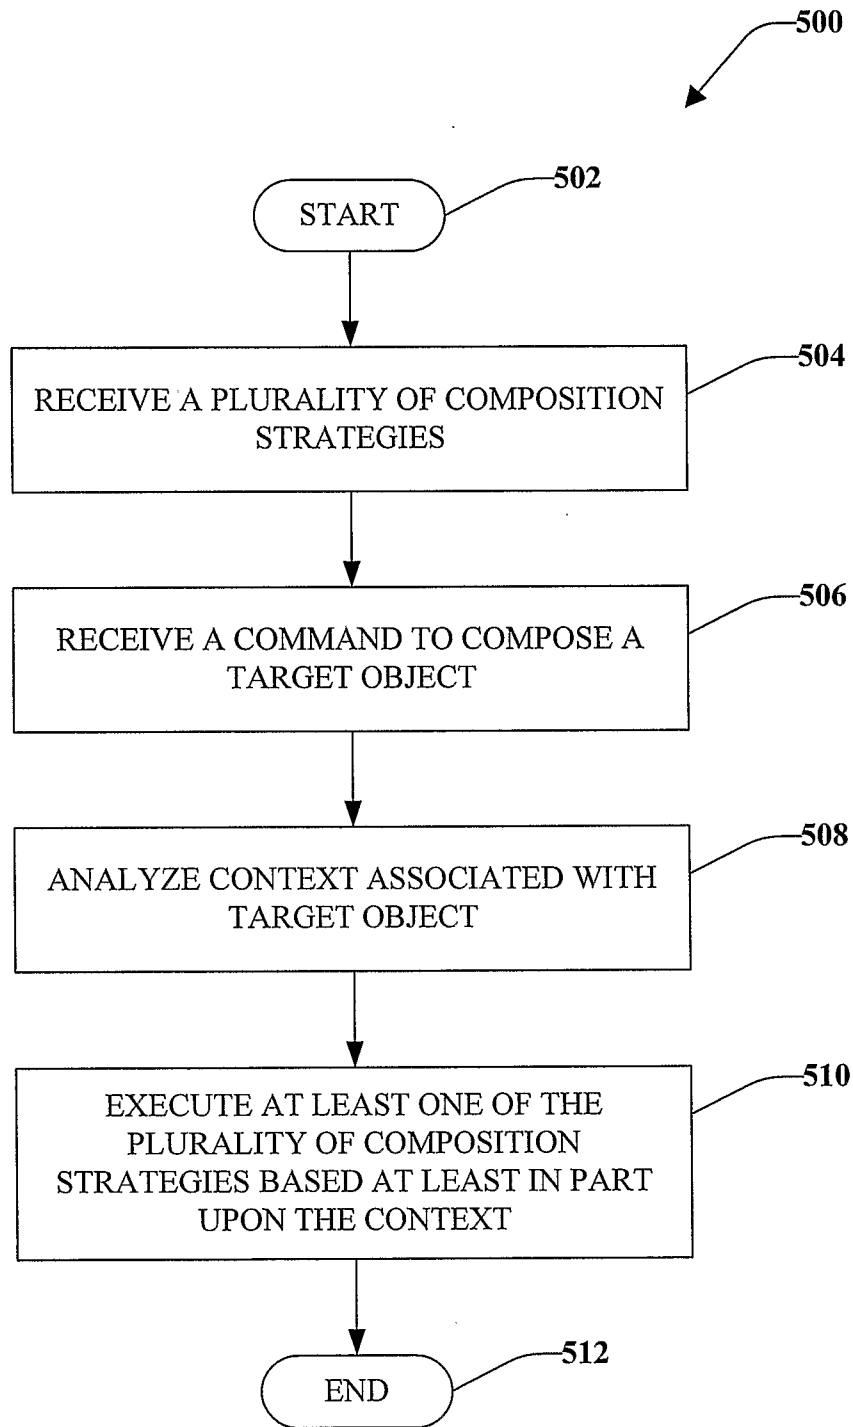 500
502
START
504
RECEIVE A PLURALITY OF COMPOSITION
STRATEGIES
506
RECEIVE A COMMAND TO COMPOSE A
TARGET OBJECT
508
ANALYZE CONTEXT ASSOCIATED WITH
TARGET OBJECT
510
EXECUTE AT LEAST ONE OF THE
PLURALITY OF COMPOSITION
STRATEGIES BASED AT LEAST IN PART
UPON THE CONTEXT
512
END